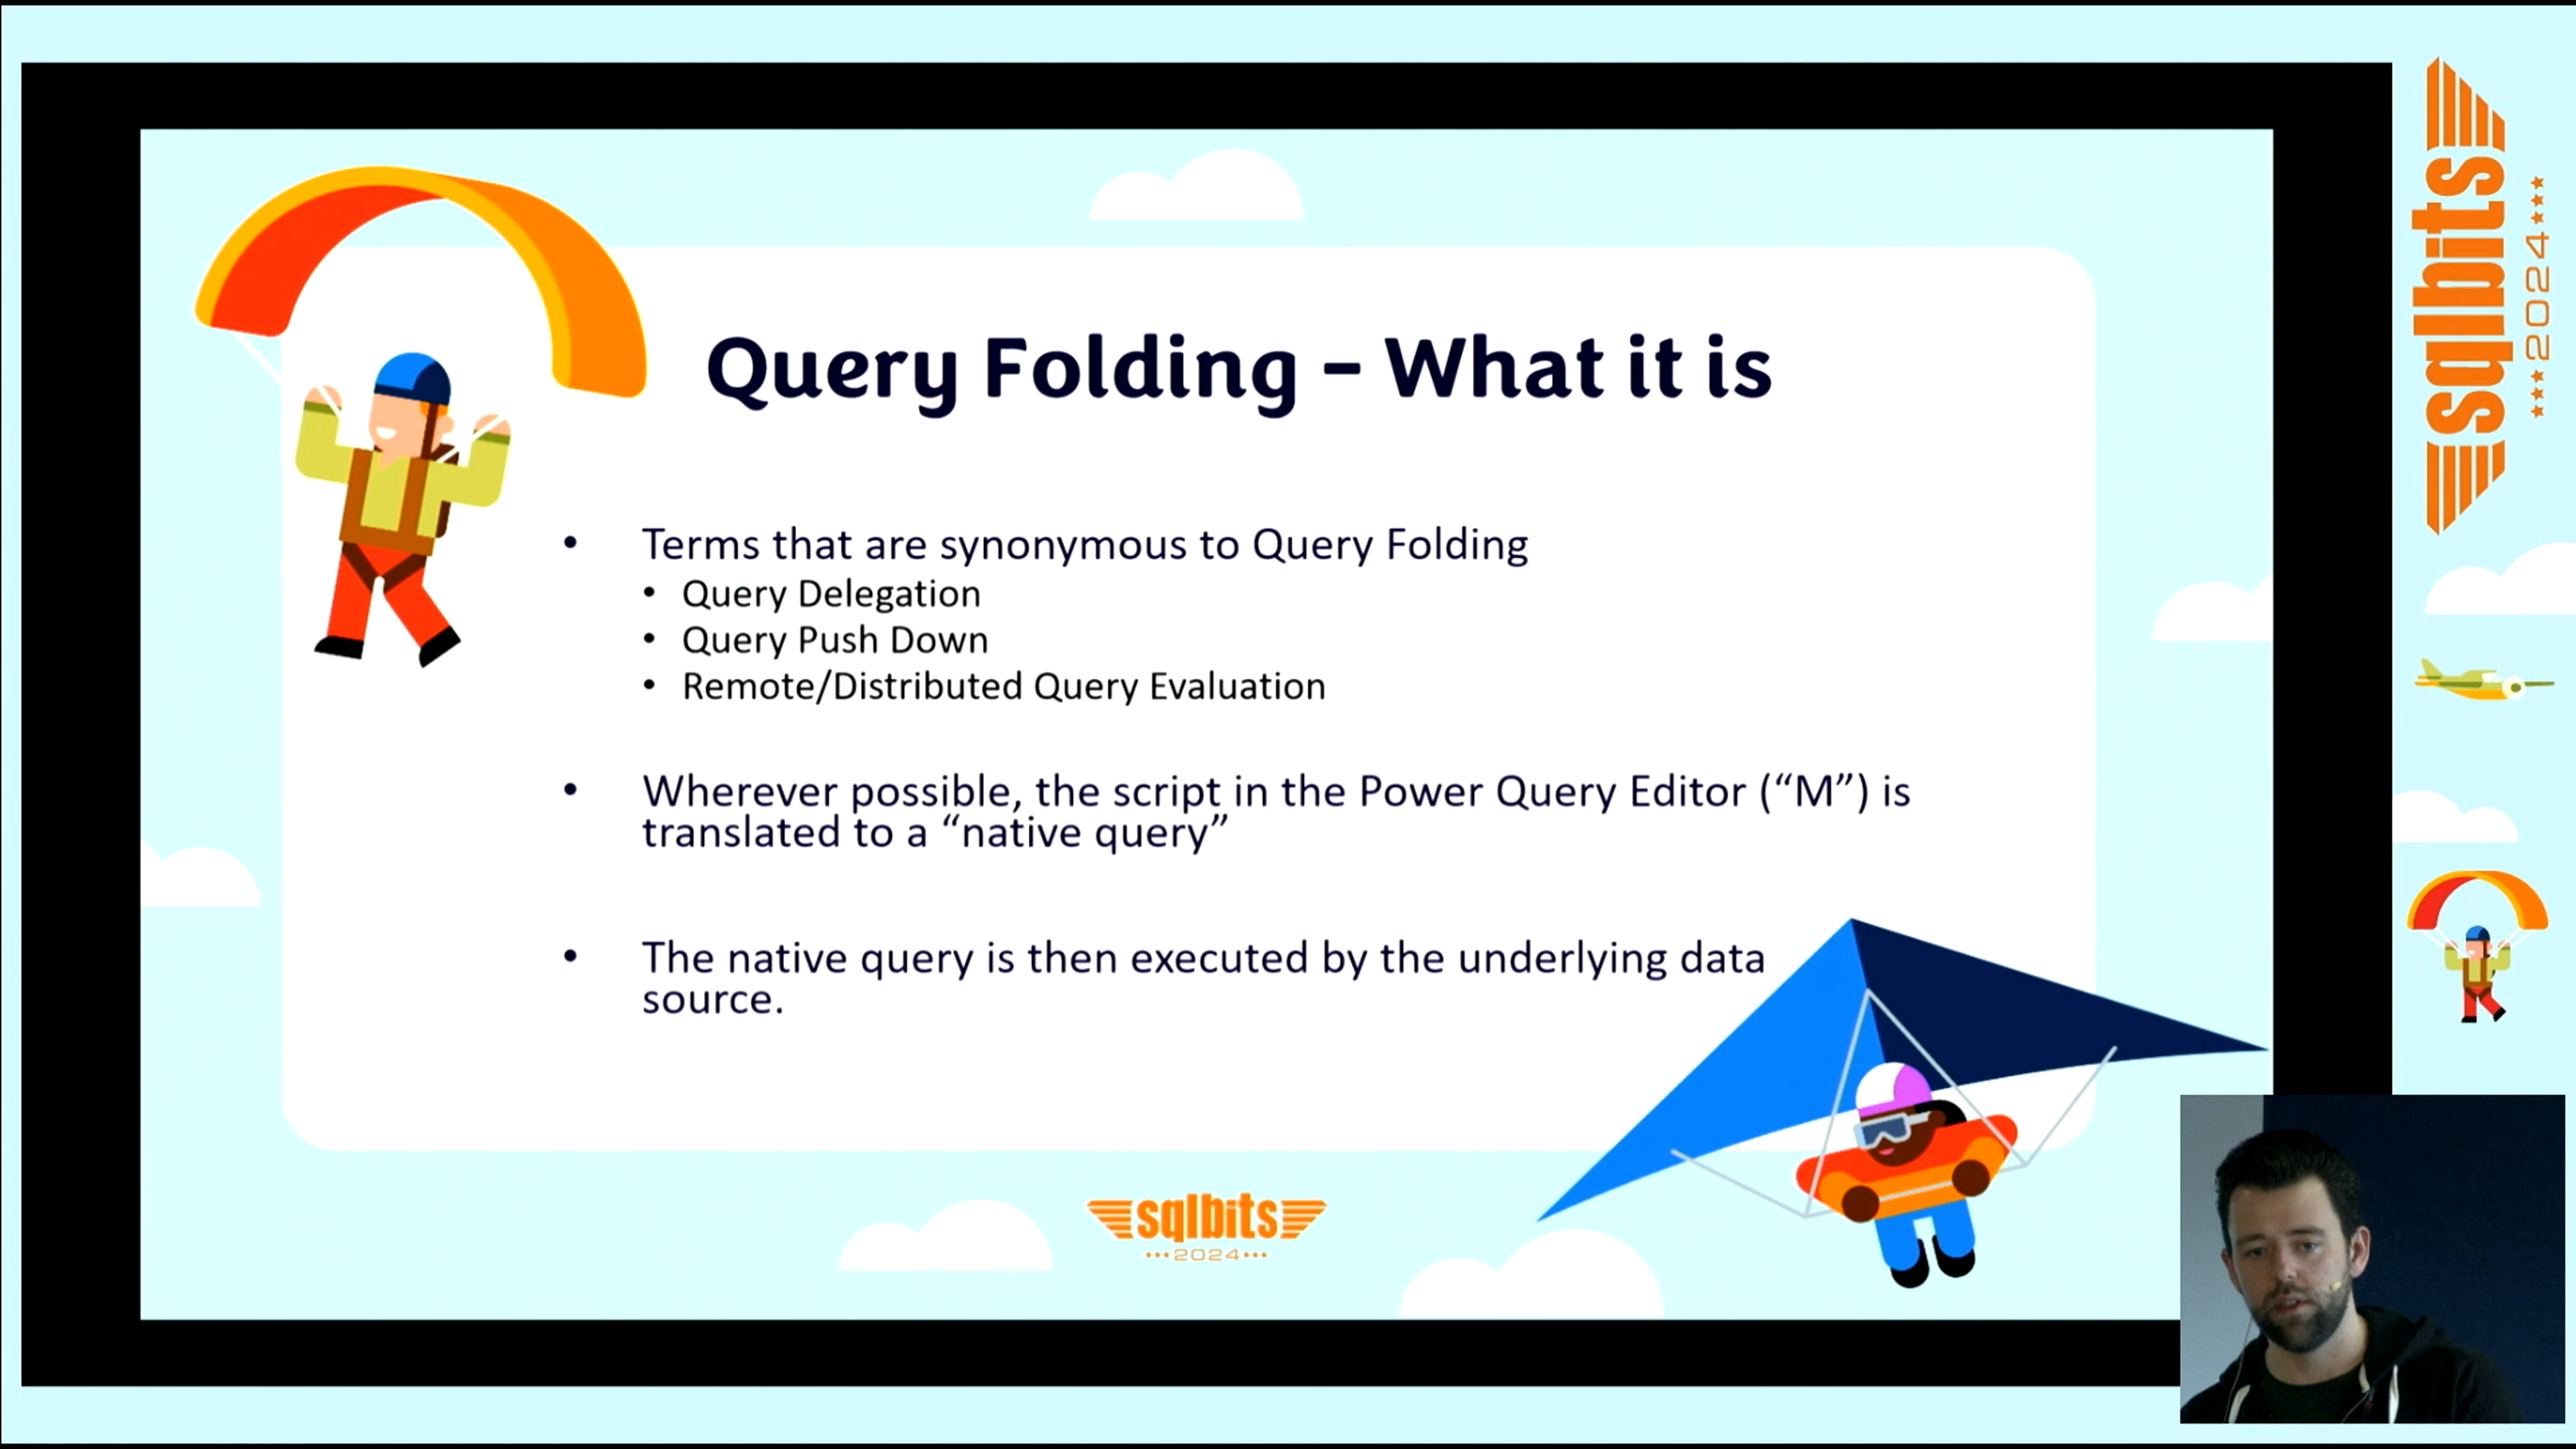 Query Folding – What it is
• Terms that are synonymous to Query Folding
• Query Delegation
• Query Push Down
• Remote/Distributed Query Evaluation
• Wherever possible, the script in the Power Query Editor (“M”) is
translated to a “native query”
• The native query is then executed by the underlying data
source.
sqlbits
2024
sqlbits
2024